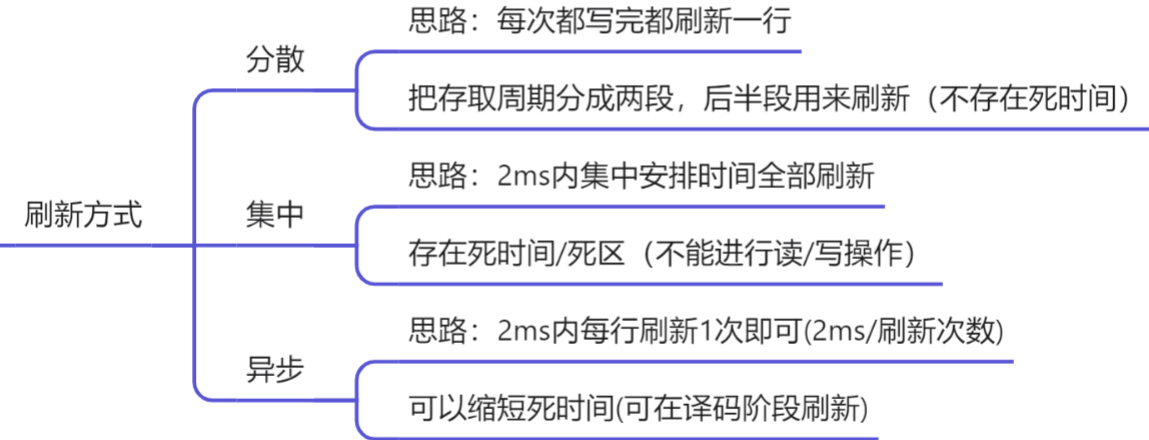 刷新方式
分散
思路：每次都写完都刷新一行
把存取周期分成两段，后半段用来刷新（不存在死时间）
集中
思路：2ms内集中安排时间全部刷新
存在死时间/死区（不能进行读/写操作）
异步
思路：2ms内每行刷新1次即可(2ms/刷新次数)
可以缩短死时间(可在译码阶段刷新)